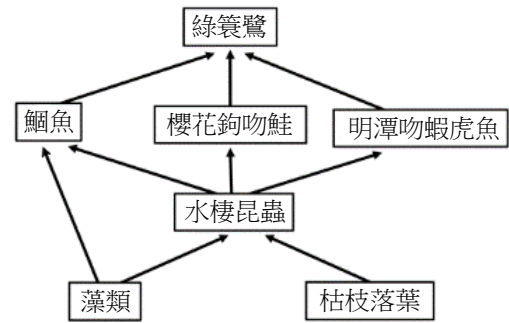 綠簑鷺
鯝魚
櫻花鉤吻鮭
明潭吻蝦虎魚
水棲昆蟲
藻類
枯枝落葉